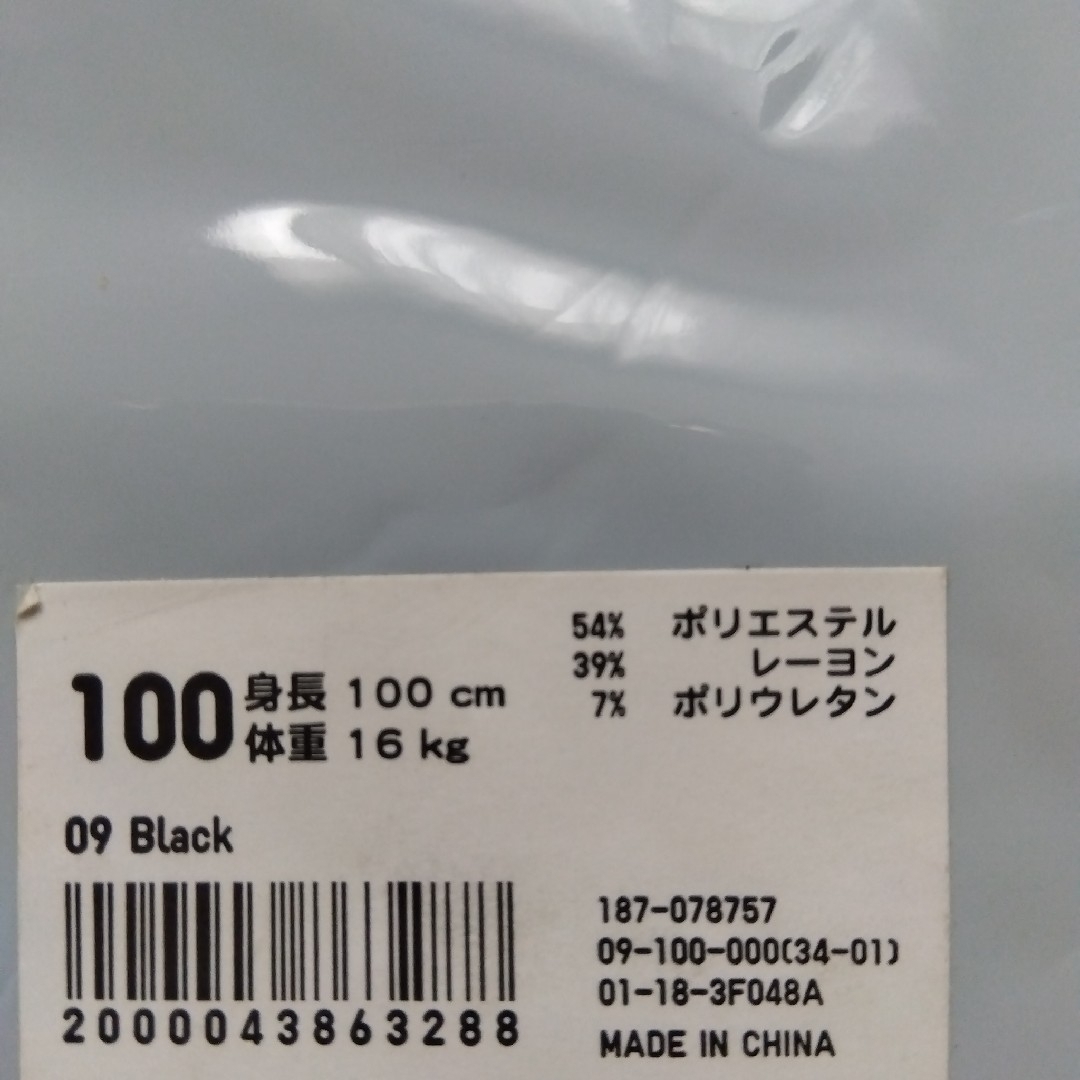 100
身長 100 cm
体重 16 kg
54% ポリエステル
39% レーヨン
7% ポリウレタン
09 Black
2000043863288
187-078757
09-100-000(34-01)
01-18-3F048A
MADE IN CHINA